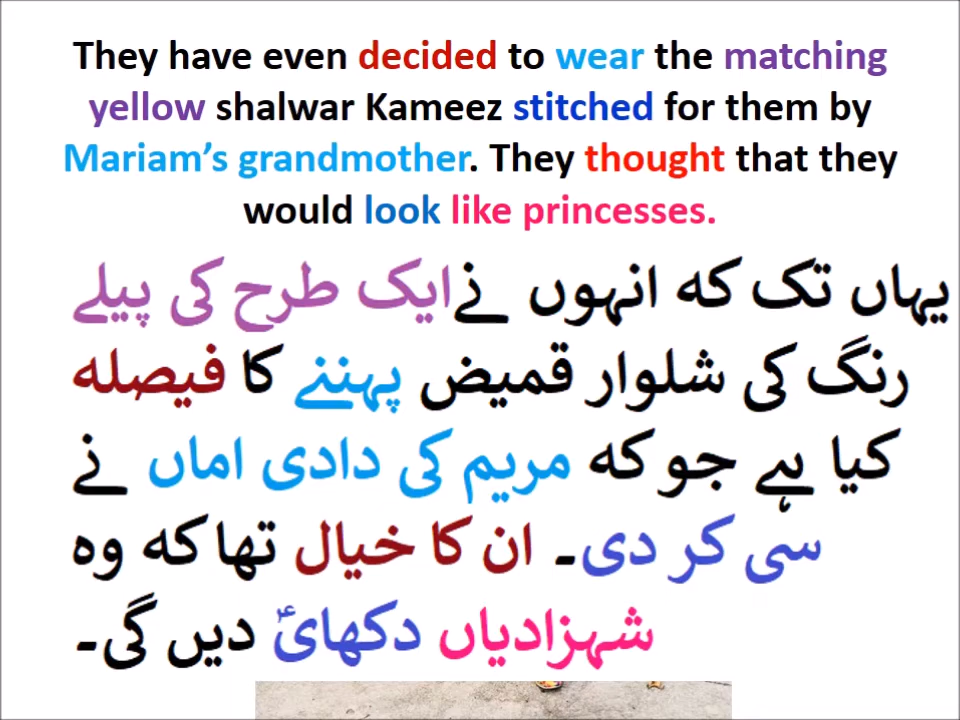 They have even decided to wear the matching
yellow shalwar Kameez stitched for them by
Mariam’s grandmother. They thought that they
would look like princesses.
یہاں تک کہ انہوں نے ایک طرح کی پیلے
رنگ کی شلوار قمیض پہننے کا فیصلہ
کیا ہے جو کہ مریم کی دادی اماں نے
سی کر دی۔ ان کا خیال تھا کہ وہ
شہزادیاں دکھائ دیں گی۔